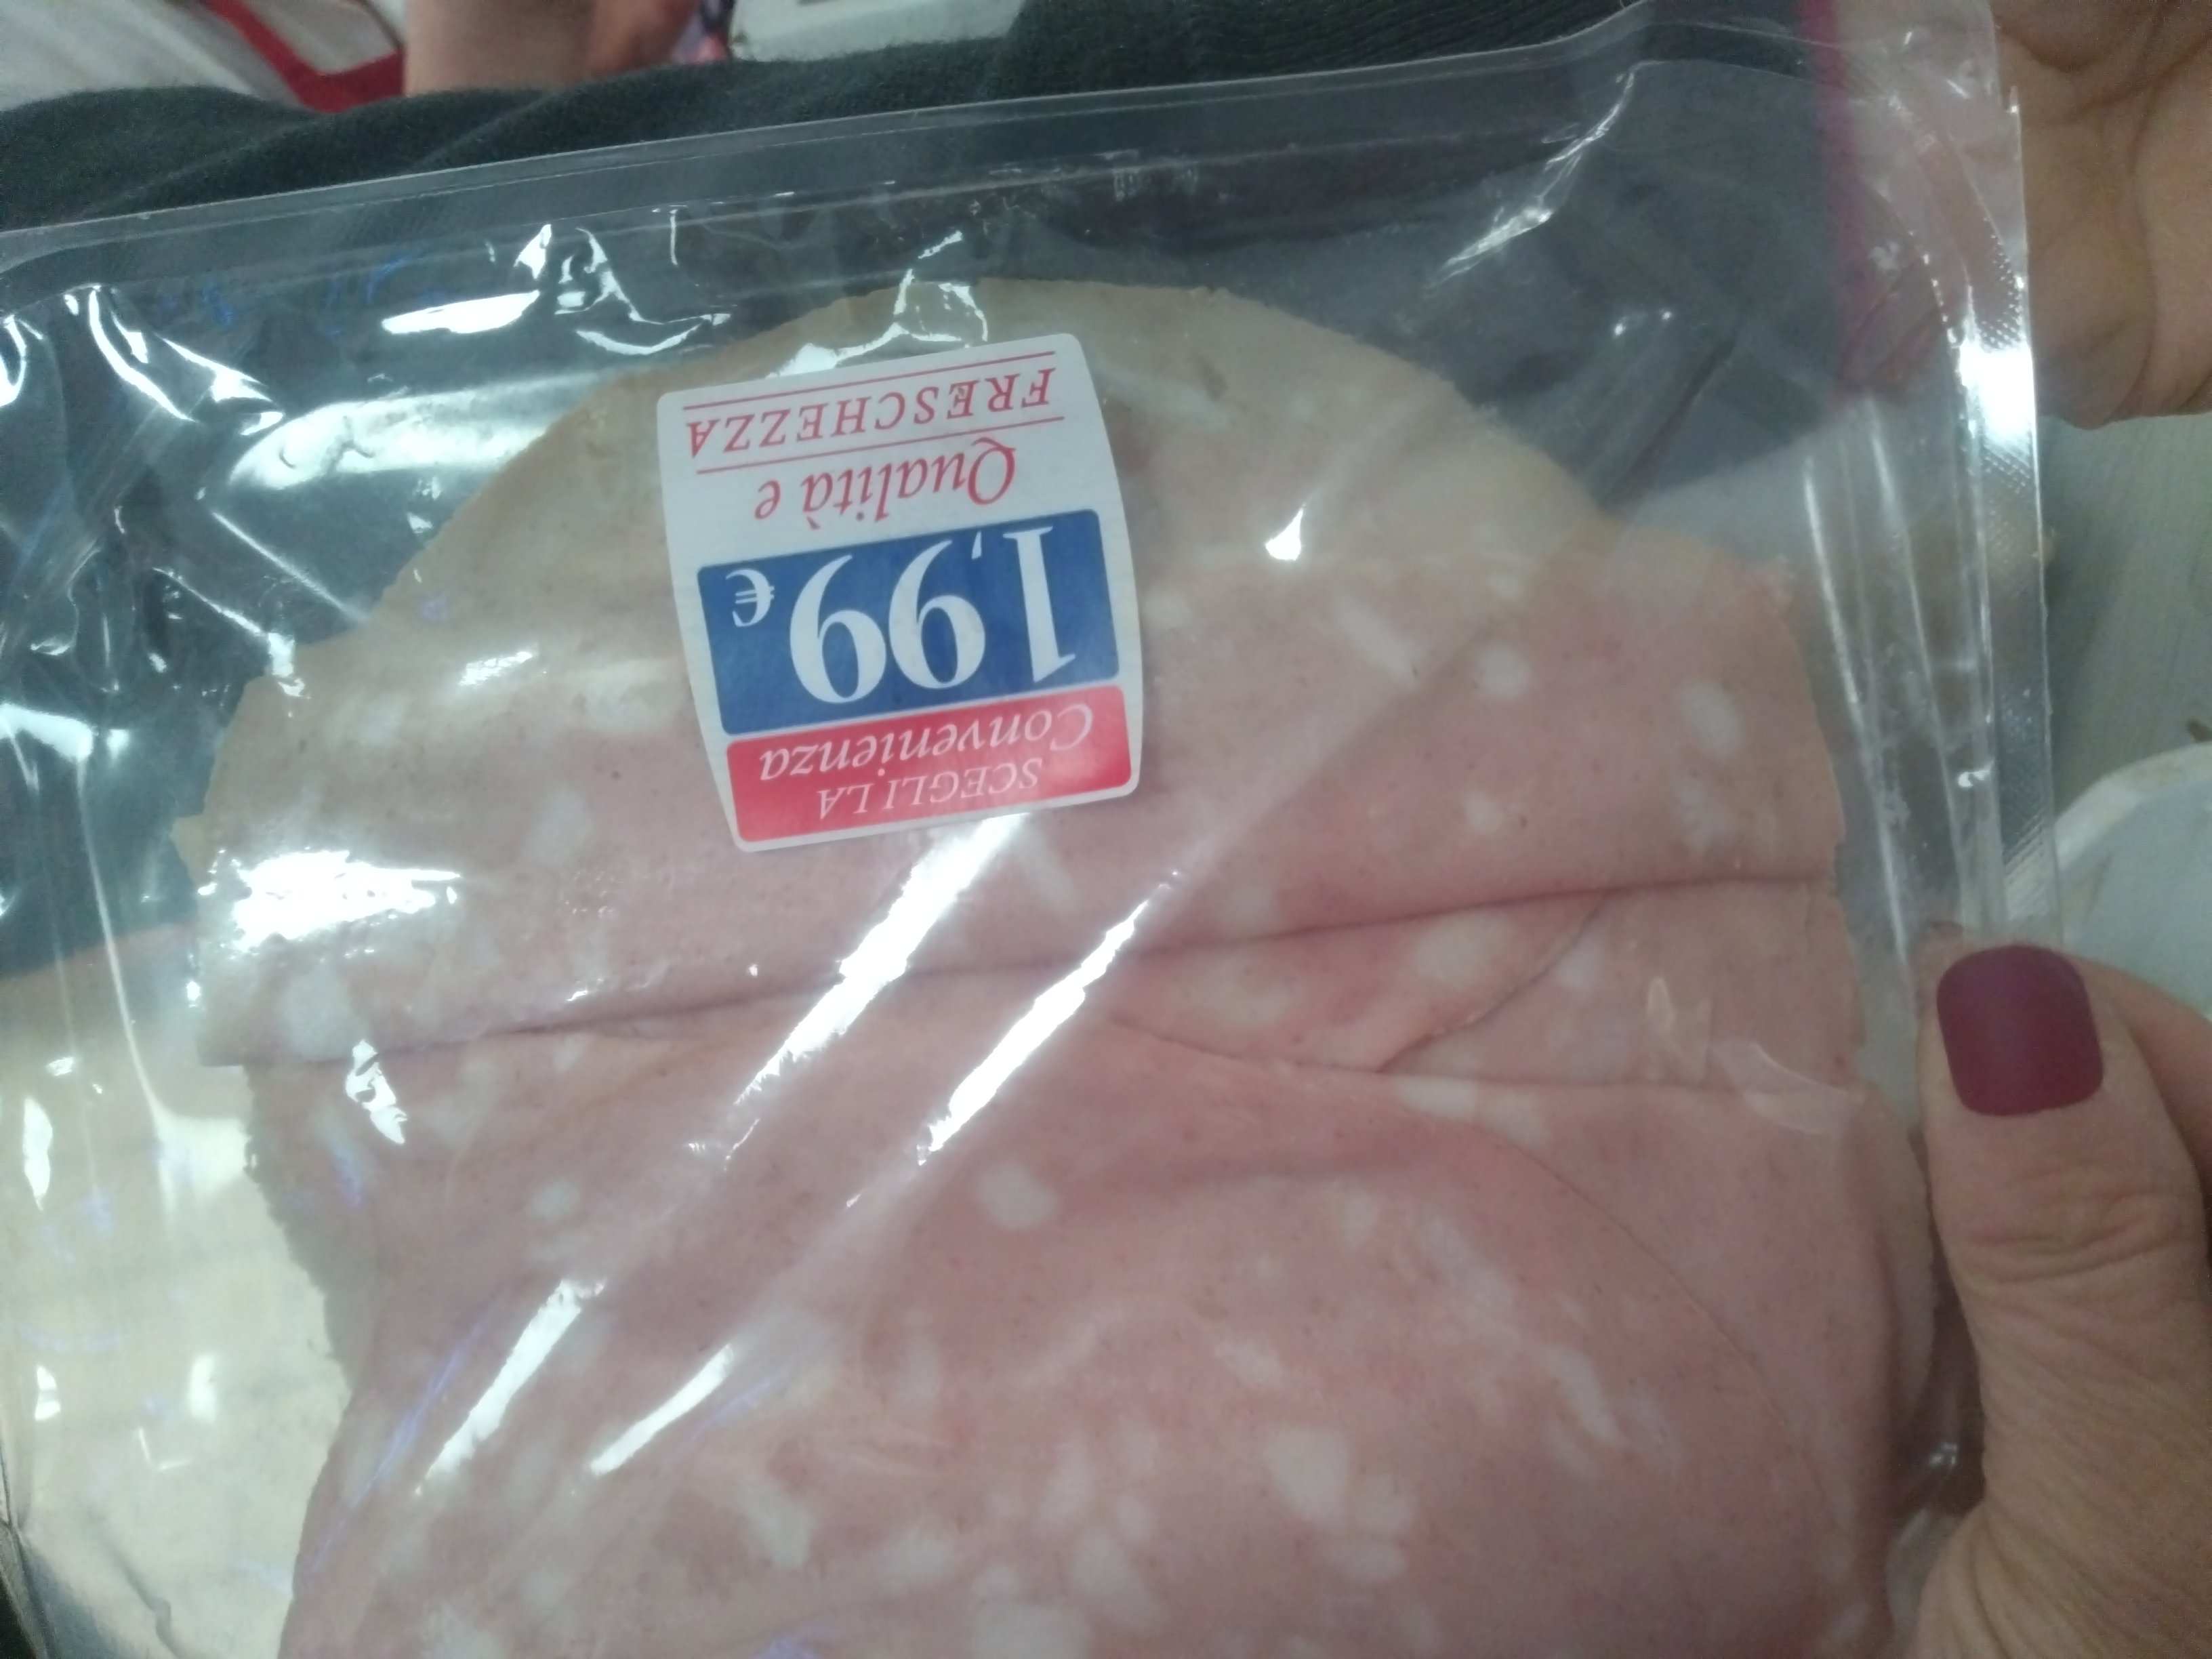 SCEGLI LA
Convenienza
1,99 €
Qualità e
FRESCHEZZA